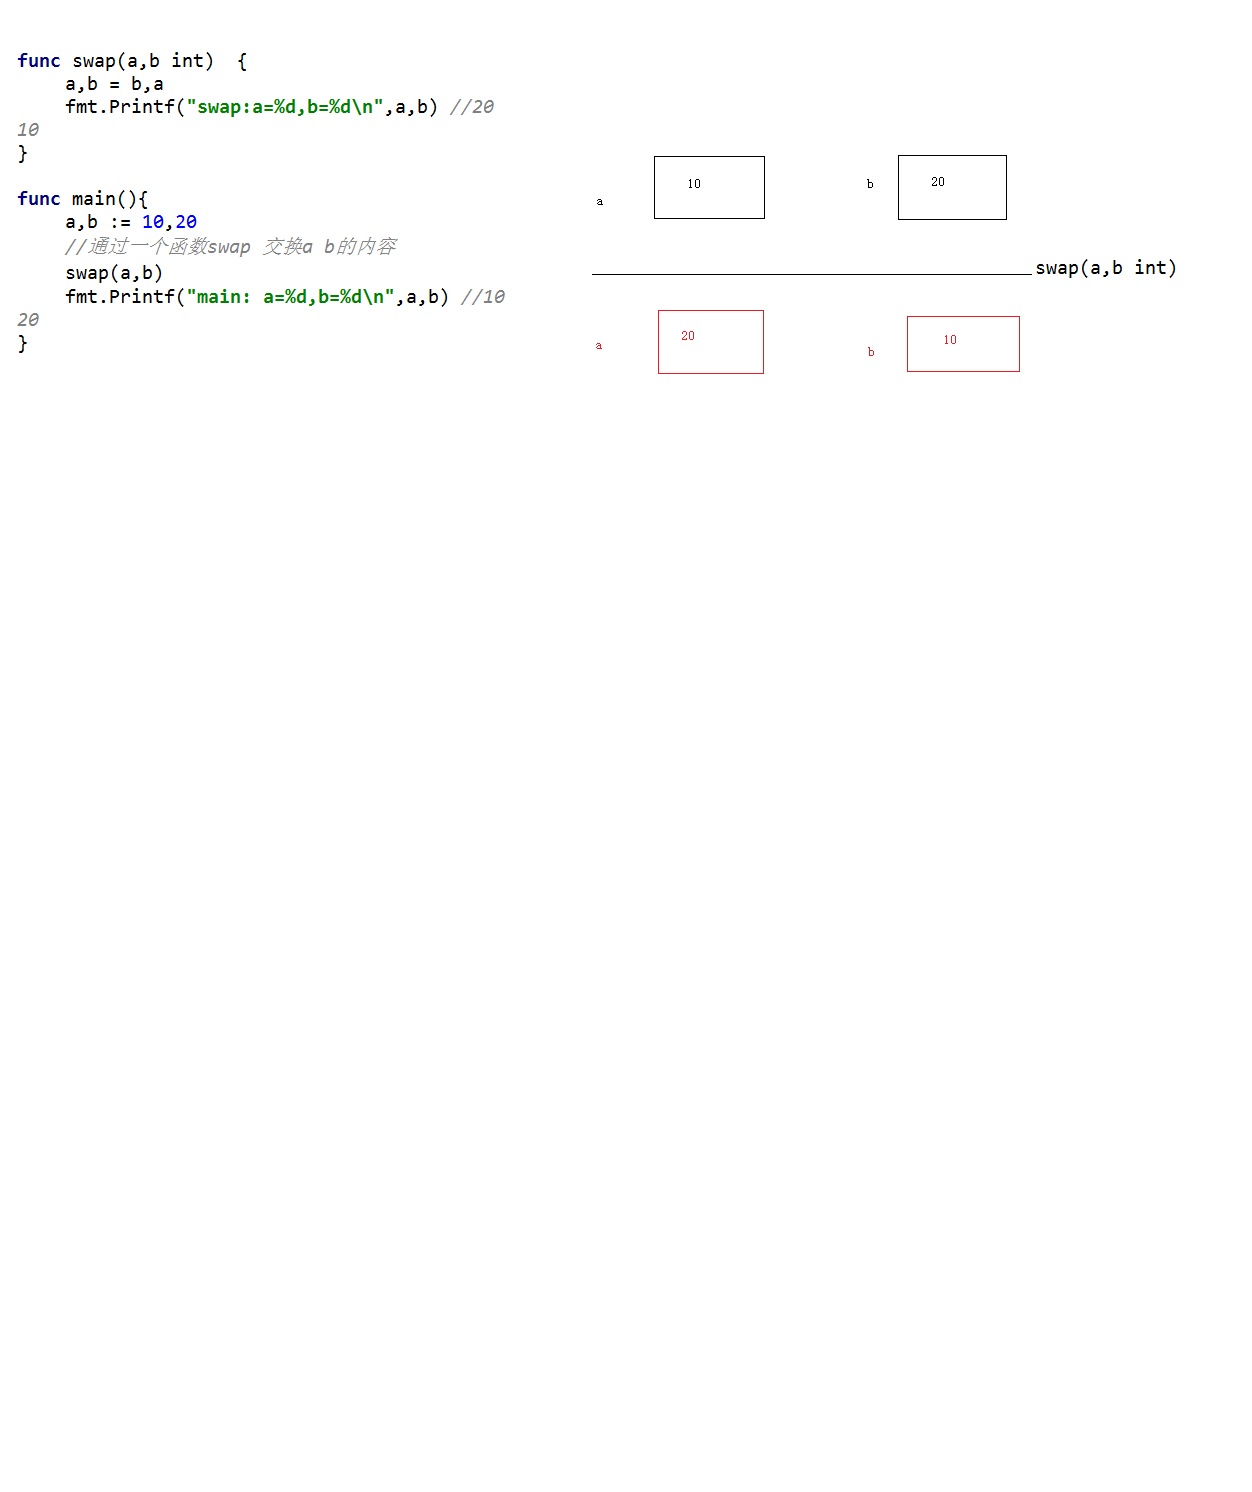 func swap(a,b int)  {
    a,b = b,a
    fmt.Printf("swap:a=%d,b=%d\n",a,b) //20
10
}
func main(){
    a,b := 10,20
    //通过一个函数swap 交换a b的内容
    swap(a,b)
    fmt.Printf("main: a=%d,b=%d\n",a,b) //10
20
}
a 10 b 20
swap(a,b int)
a 20 b 10